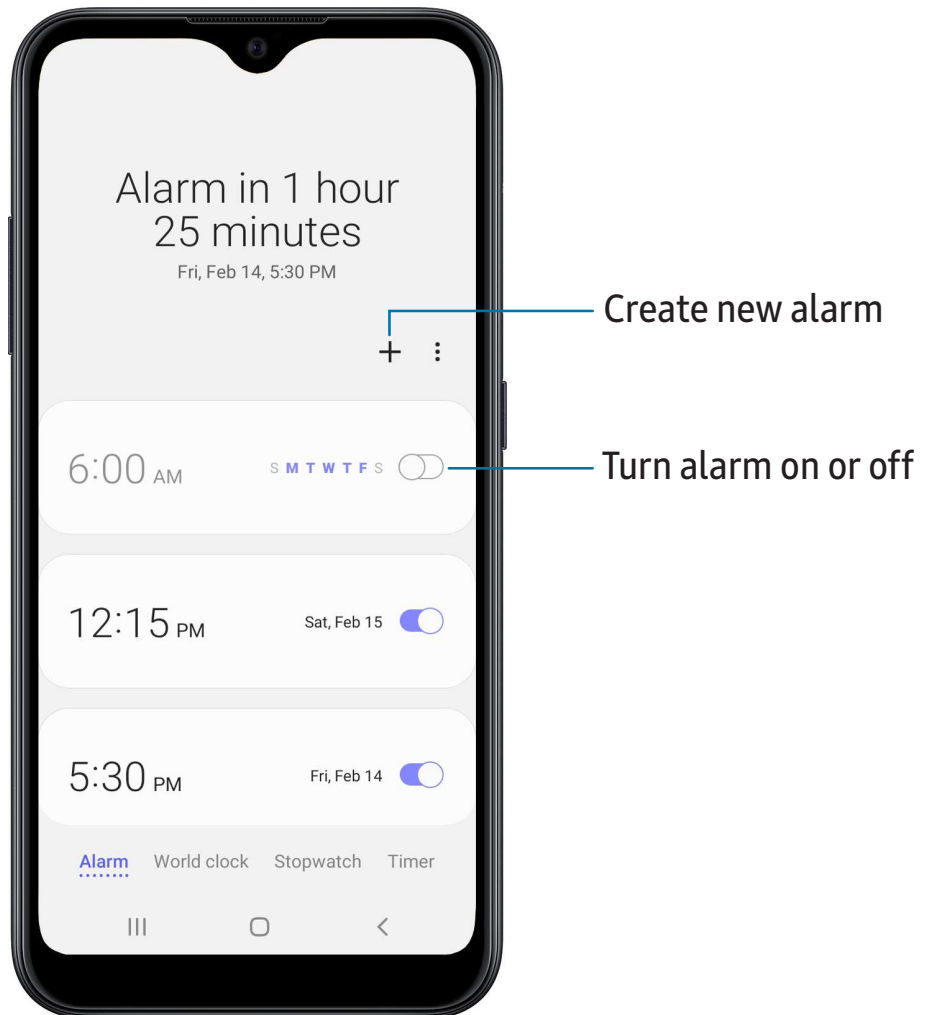 Alarm in 1 hour
25 minutes
Fri, Feb 14, 5:30 PM
Create new alarm
6:00 AM S M T W T F S
Turn alarm on or off
12:15 PM Sat, Feb 15
5:30 PM Fri, Feb 14
Alarm World clock Stopwatch Timer